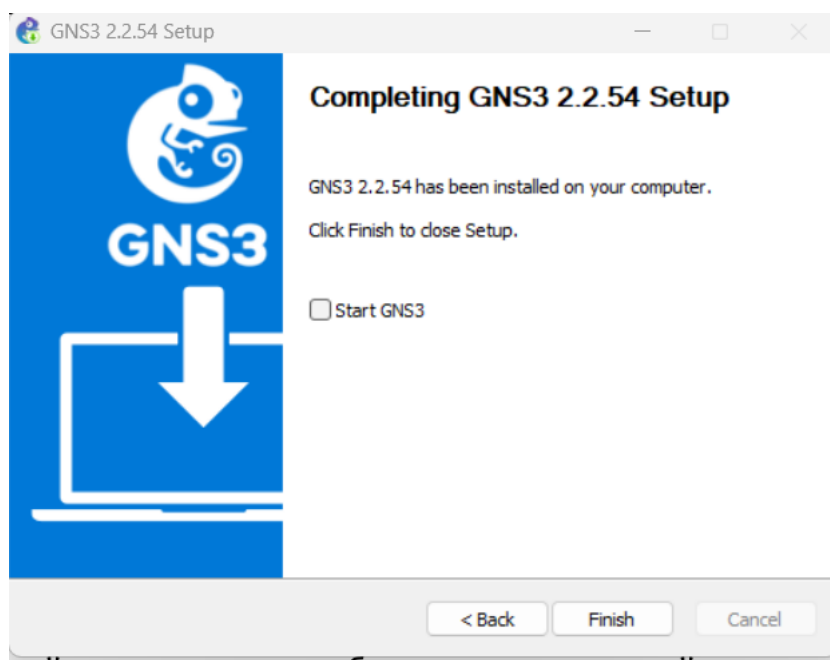 GNS3 2.2.54 Setup
GNS3
Completing GNS3 2.2.54 Setup
GNS3 2.2.54 has been installed on your computer.
Click Finish to close Setup.
Start GNS3
< Back
Finish
Cancel